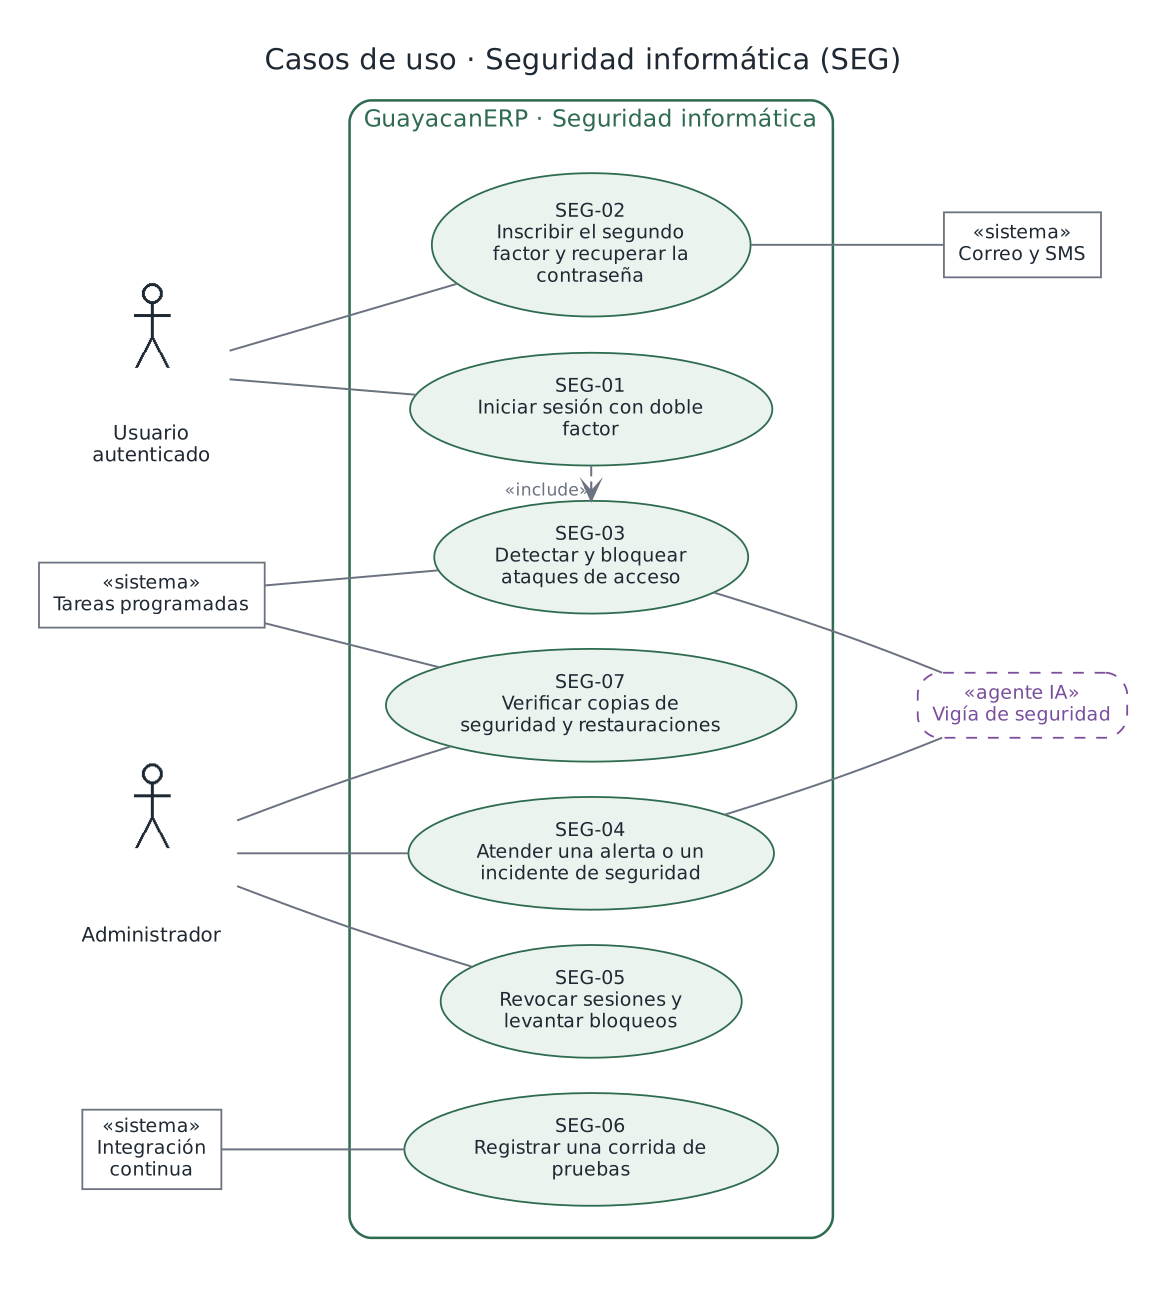 Casos de uso · Seguridad informática (SEG)
GuayacanERP · Seguridad informática
SEG-02
Inscribir el segundo
factor y recuperar la
contraseña
«sistema»
Correo y SMS
Usuario
autenticado
SEG-01
Iniciar sesión con doble
factor
«include»
SEG-03
Detectar y bloquear
ataques de acceso
«sistema»
Tareas programadas
SEG-07
Verificar copias de
seguridad y restauraciones
«agente IA»
Vigía de seguridad
SEG-04
Atender una alerta o un
incidente de seguridad
Administrador
SEG-05
Revocar sesiones y
levantar bloqueos
SEG-06
Registrar una corrida de
pruebas
«sistema»
Integración
continua